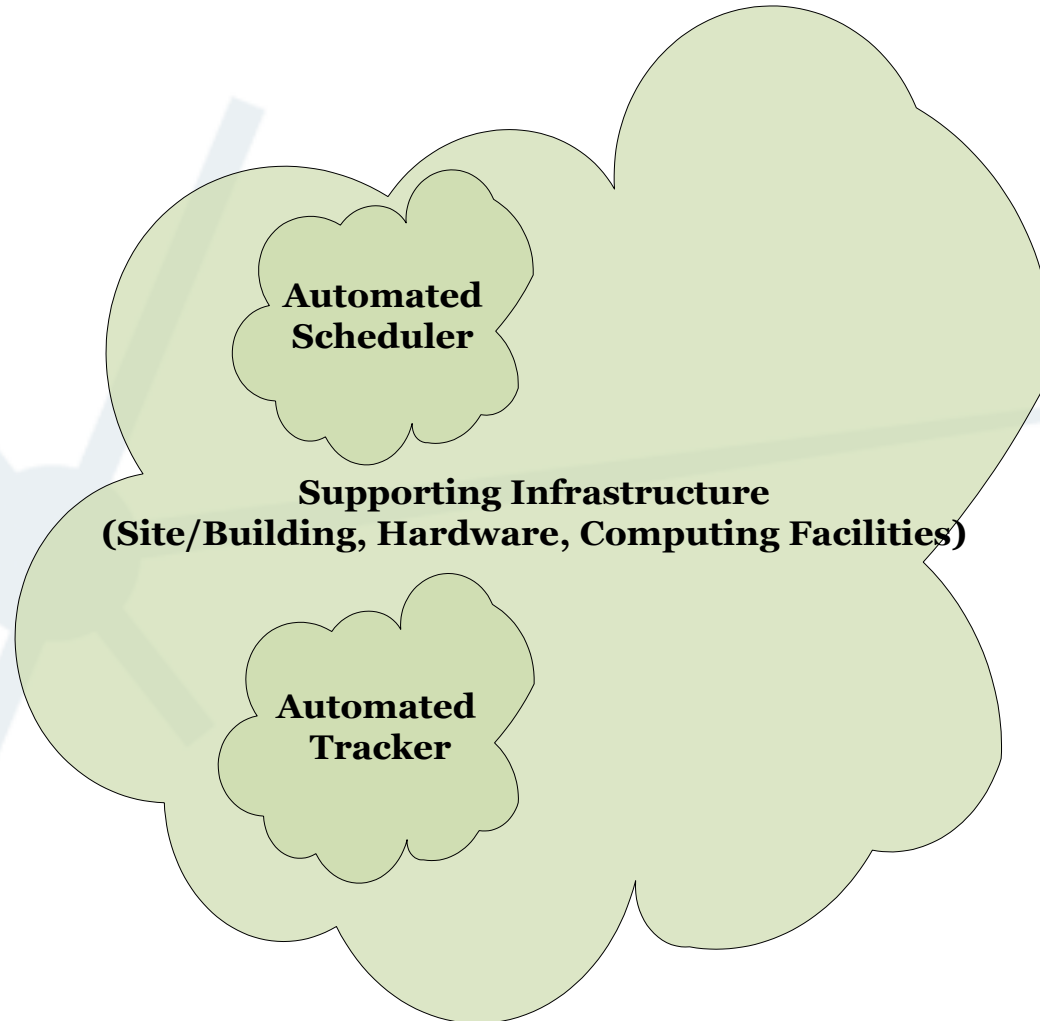 Automated
Scheduler
Supporting Infrastructure
(Site/Building, Hardware, Computing Facilities)
Automated
Tracker